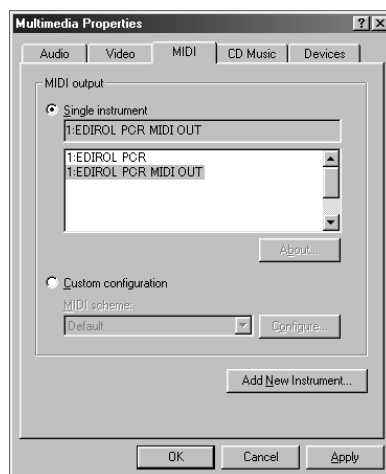 Multimedia Properties
Audio Video MIDI CD Music Devices
MIDI output
Single instrument
1:EDIROL PCR MIDI OUT
1:EDIROL PCR
1:EDIROL PCR MIDI OUT
About...
Custom configuration
MIDI scheme:
Default
Configure...
Add New Instrument...
OK Cancel Apply